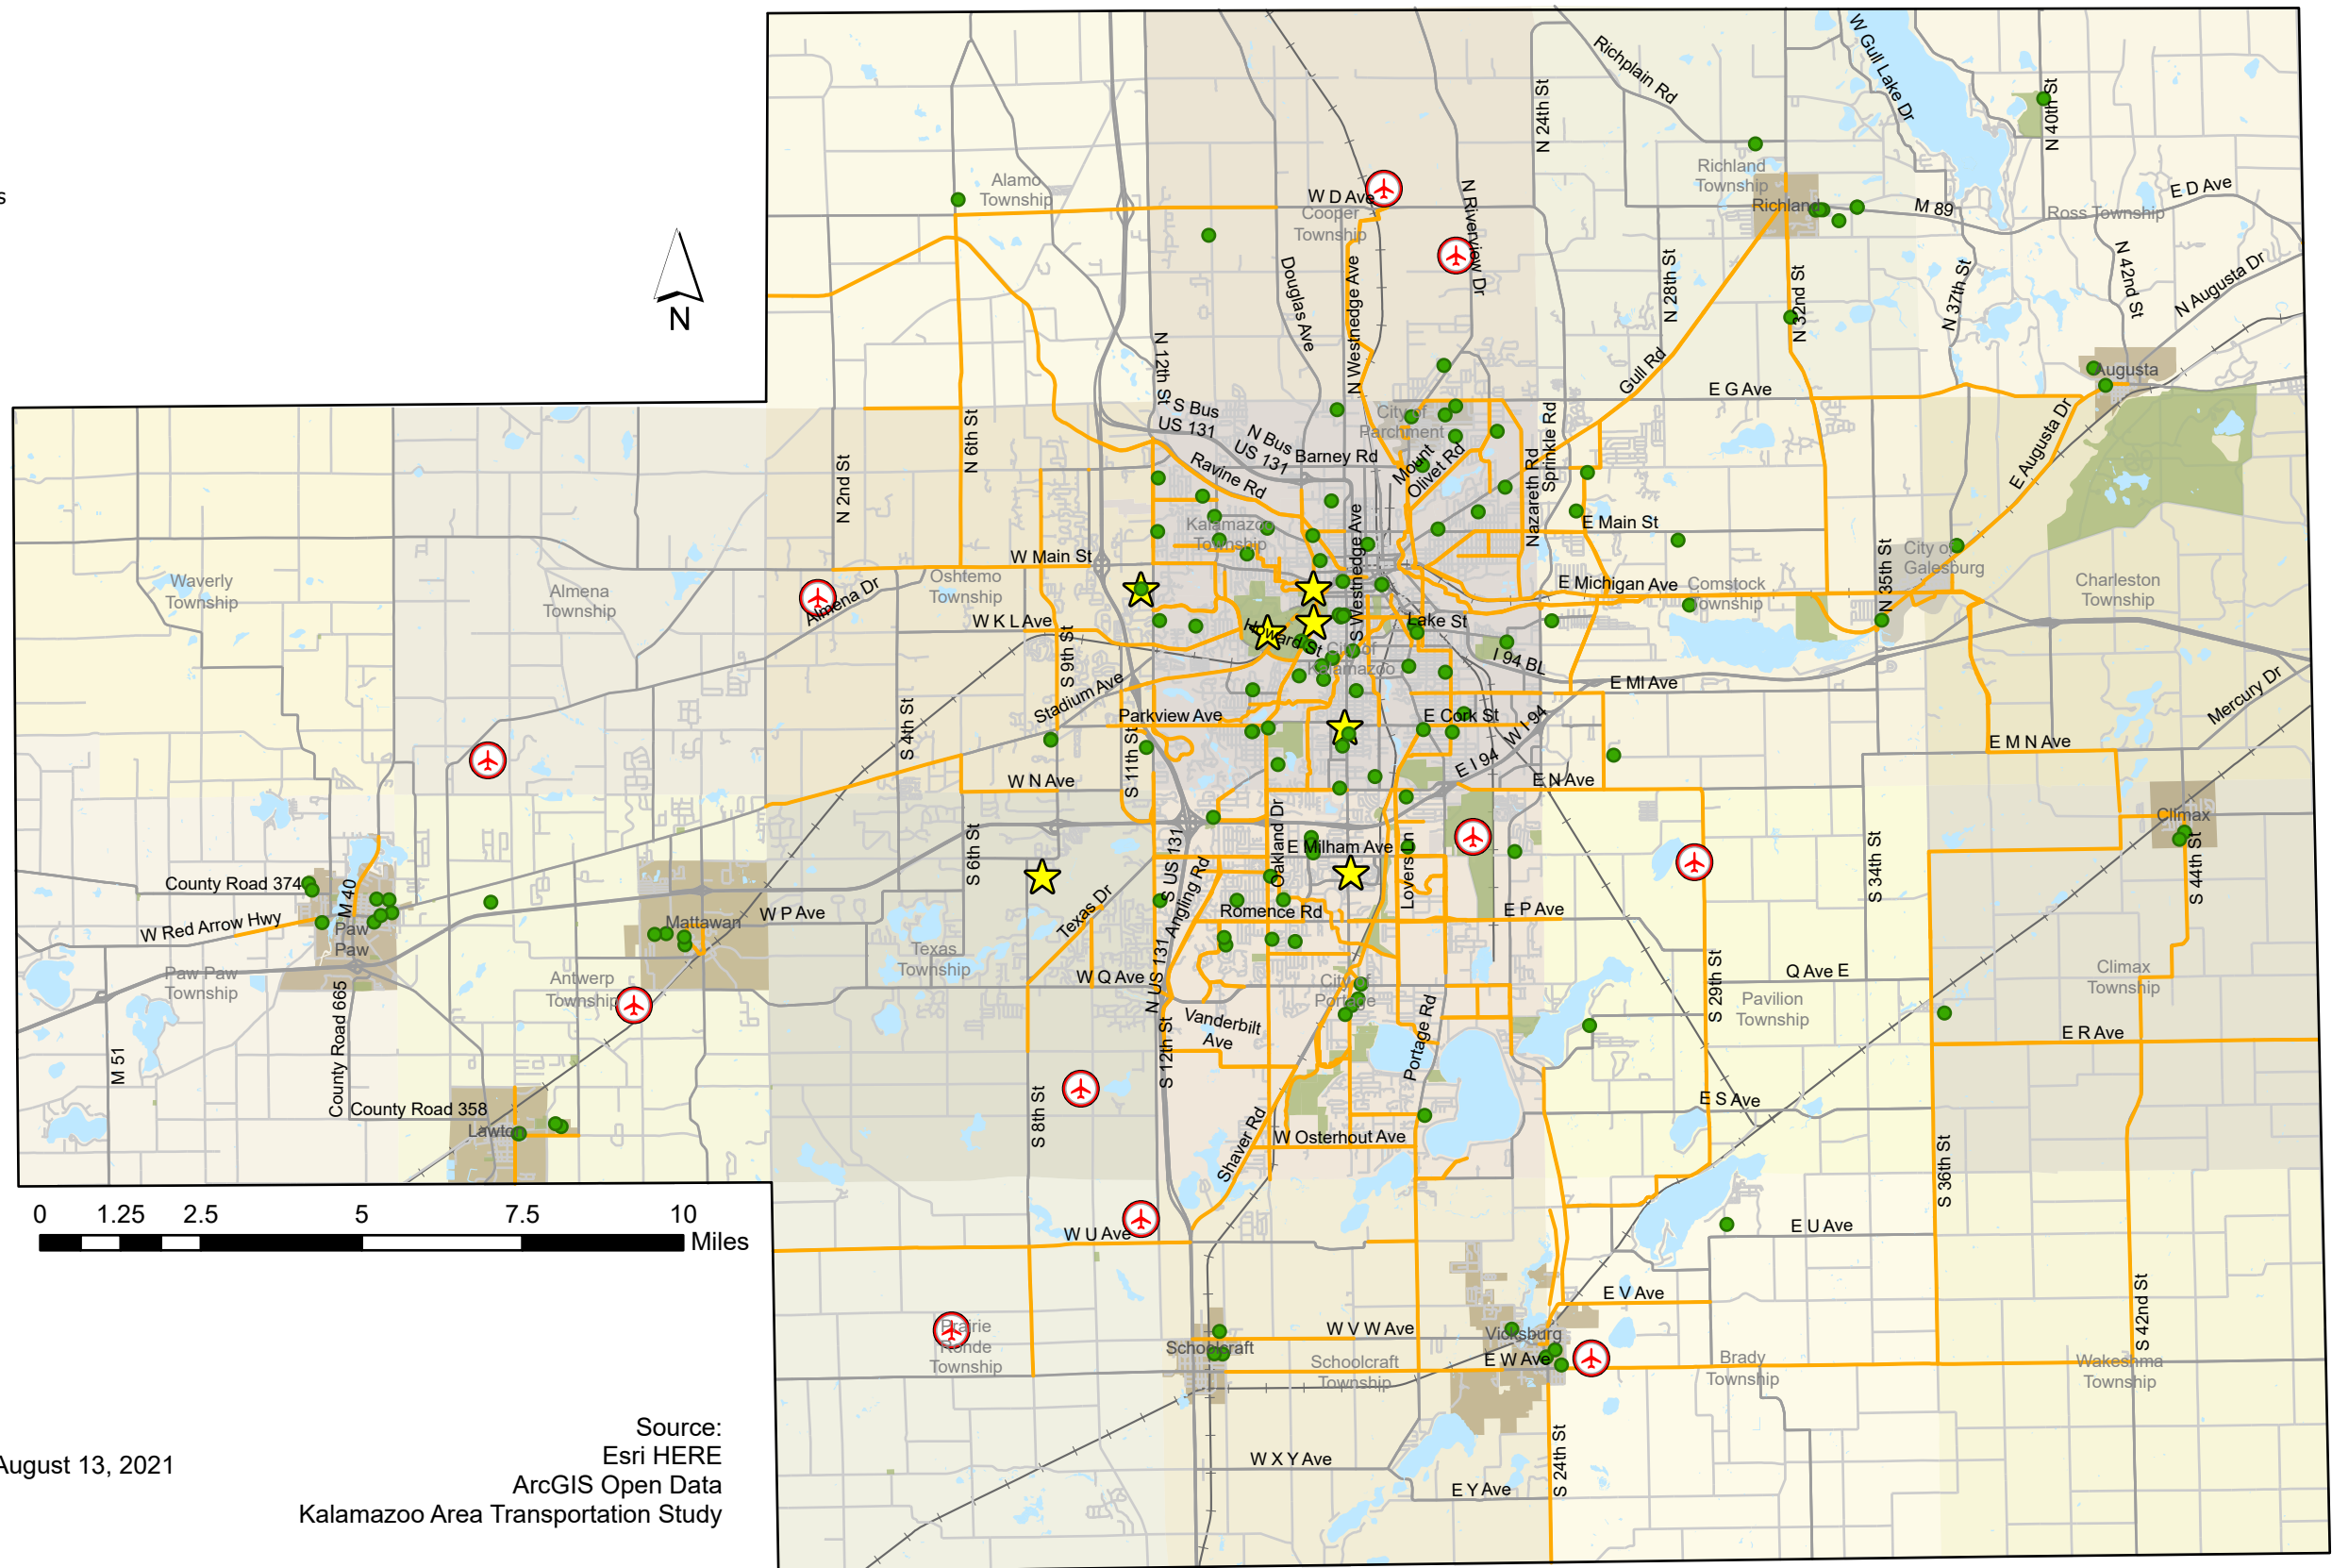 W Gull Lake Dr
Richplain Rd
N 24th St
N 40th St
Richland
Township
Alamo
Township
W D Ave
Cooper
Township
N Riverview Dr
Richland
M 89
Ross Township
E D Ave
N
Douglas Ave
N Westnedge Ave
N 28th St
N 32nd St
N 37th St
N 42nd St
N Augusta Dr
N 12th St
Gull Rd
E G Ave
Augusta
S Bus
US 131
N Bus
US 131
City of
Parchment
Barney Rd
Mount
Olivet Rd
Ravine Rd
Sprinkle Rd
Nazareth Rd
E Augusta Dr
N 2nd St
N 6th St
Kalamazoo
Township
S Westnedge Ave
E Main St
N 35th St
City of
Galesburg
W Main St
Waverly
Township
Almena
Township
Almena Dr
Oshtemo
Township
E Michigan Ave
Comstock
Township
Charleston
Township
W K L Ave
Howard St
Lake St
City of
Kalamazoo
I 94 BL
S 9th St
Stadium Ave
E MI Ave
Mercury Dr
S 4th St
Parkview Ave
E Cork St
W I 94
E I 94
S 11th St
E M N Ave
W N Ave
E N Ave
Climax
S 6th St
Oakland Dr
E Milham Ave
Lovers Ln
S 34th St
S 44th St
County Road 374
M 40
S US 131
Angling Rd
Texas Dr
W Red Arrow Hwy
Paw
Paw
Mattawan
W P Ave
Romence Rd
E P Ave
Texas
Township
N US 131
W Q Ave
S 29th St
Q Ave E
Climax
Township
Paw Paw
Township
Antwerp
Township
City of
Portage
Pavilion
Township
County Road 665
M 51
Vanderbilt
Ave
Portage Rd
S 12th St
E R Ave
S 8th St
County Road 358
Lawton
E S Ave
Shaver Rd
W Osterhout Ave
S 36th St
0 1.25 2.5 5 7.5 10
Miles
W U Ave
E U Ave
E V Ave
S 42nd St
Prairie
Ronde
Township
Schoolcraft
W V W Ave
Vicksburg
E W Ave
Schoolcraft
Township
Brady
Township
Wakeshma
Township
W X Y Ave
S 24th St
E Y Ave
August 13, 2021
Source:
Esri HERE
ArcGIS Open Data
Kalamazoo Area Transportation Study